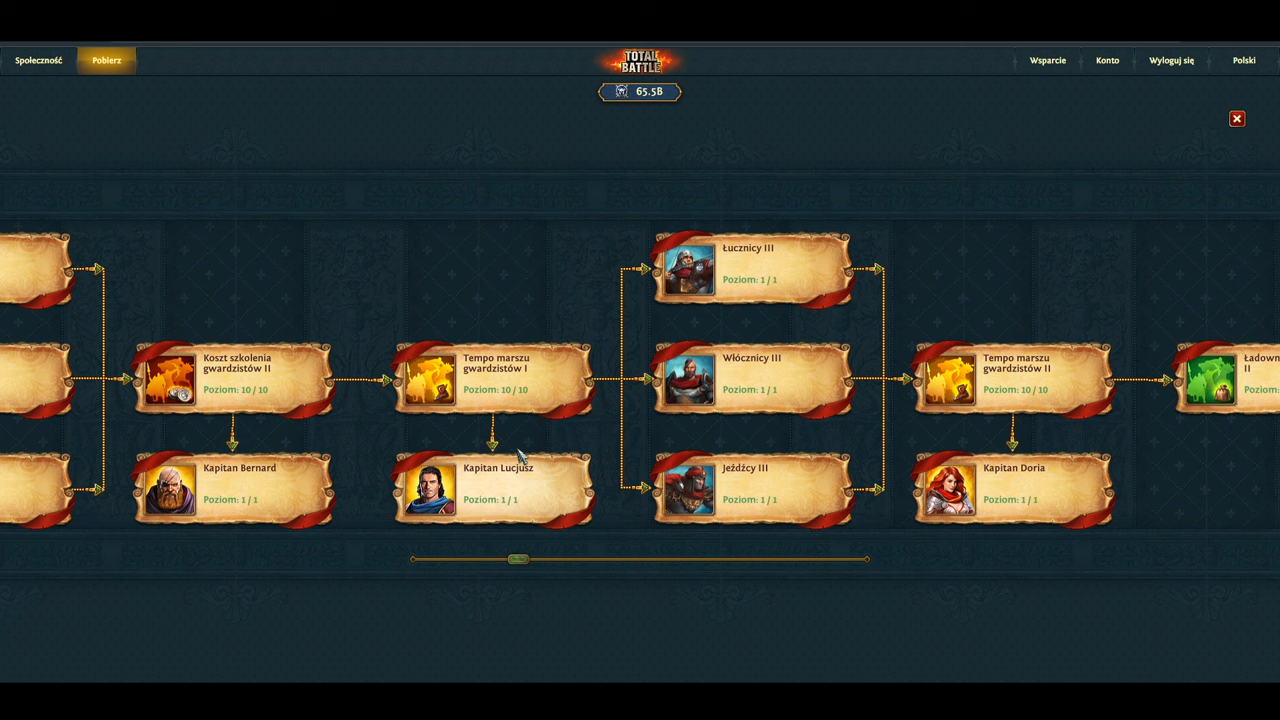 Społeczność
Pobierz
TOTAL
BATTLE
Wsparcie
Konto
Wyloguj się
Polski
65.5B
Łucznicy III
Poziom: 1 / 1
Koszt szkolenia
gwardzistów II
Poziom: 10 / 10
Tempo marszu
gwardzistów I
Poziom: 10 / 10
Włócznicy III
Poziom: 1 / 1
Tempo marszu
gwardzistów II
Poziom: 10 / 10
II
Kapitan Bernard
Poziom: 1 / 1
Kapitan Lucjusz
Poziom: 1 / 1
Jeźdźcy III
Poziom: 1 / 1
Kapitan Doria
Poziom: 1 / 1